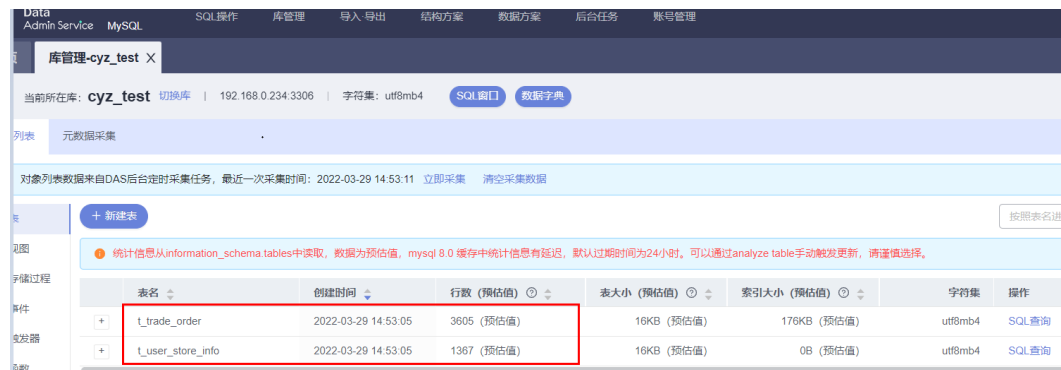 Data
Admin Service MySQL SQL操作 库管理 导入·导出 结构方案 数据方案 后台任务 账号管理
库管理-cyz_test X
当前所在库: cyz_test 切换库 | 192.168.0.234:3306 | 字符集: utf8mb4 SQL窗口 数据字典
列表 元数据采集
对象列表数据来自DAS后台定时采集任务，最近一次采集时间：2022-03-29 14:53:11 立即采集 清空采集数据
+ 新建表 按照表名进
统计信息从information_schema.tables中读取，数据为预估值，mysql 8.0 缓存中统计信息有延迟，默认过期时间为24小时。可以通过analyze table手动触发更新，请谨慎选择。
表名 创建时间 行数 (预估值) ? 表大小 (预估值) ? 索引大小 (预估值) ? 字符集 操作
+ t_trade_order 2022-03-29 14:53:05 3605 (预估值) 16KB (预估值) 176KB (预估值) utf8mb4 SQL查询
+ t_user_store_info 2022-03-29 14:53:05 1367 (预估值) 16KB (预估值) 0B (预估值) utf8mb4 SQL查询